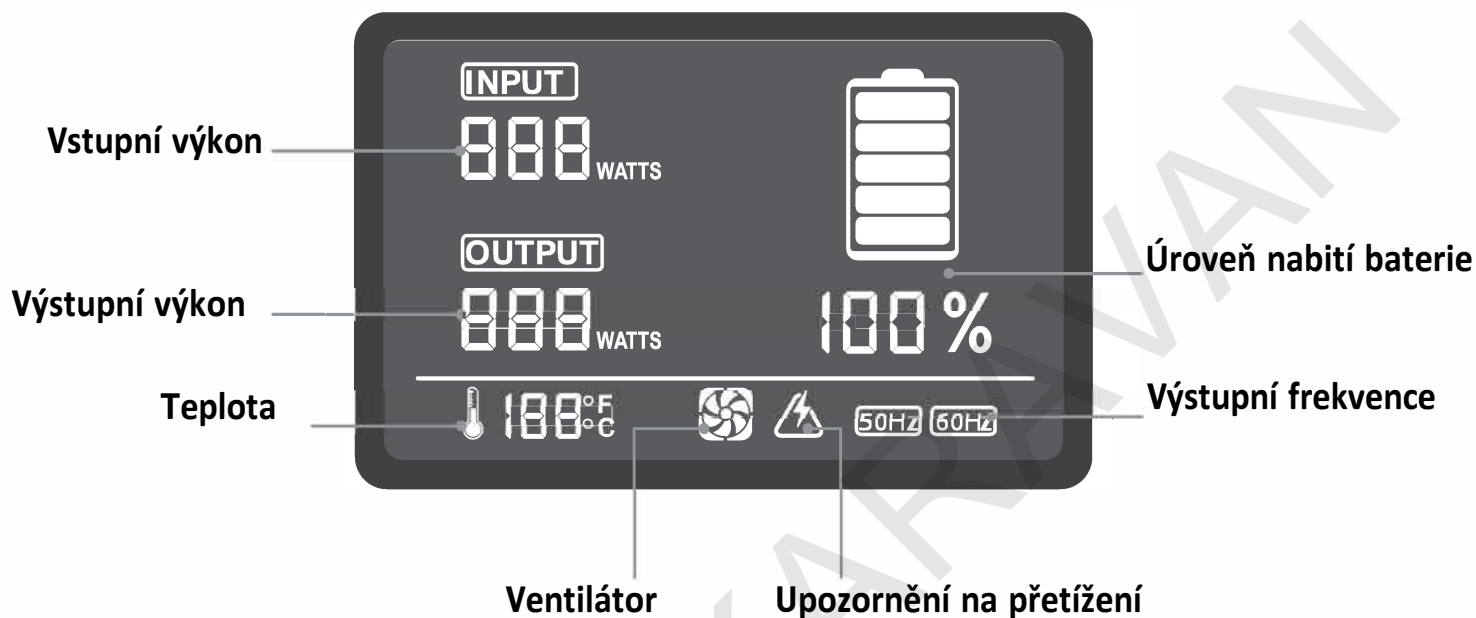 INPUT
Vstupní výkon
888 WATTS
OUTPUT
Úroveň nabití baterie
Výstupní výkon
888 WATTS
100%
Teplota
188°F
°C
50Hz 60Hz
Výstupní frekvence
Ventilátor
Upozornění na přetížení
KARAVAN